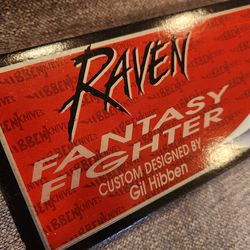 RAVEN
FANTASY
FIGHTER
CUSTOM DESIGNED BY
Gil Hibben